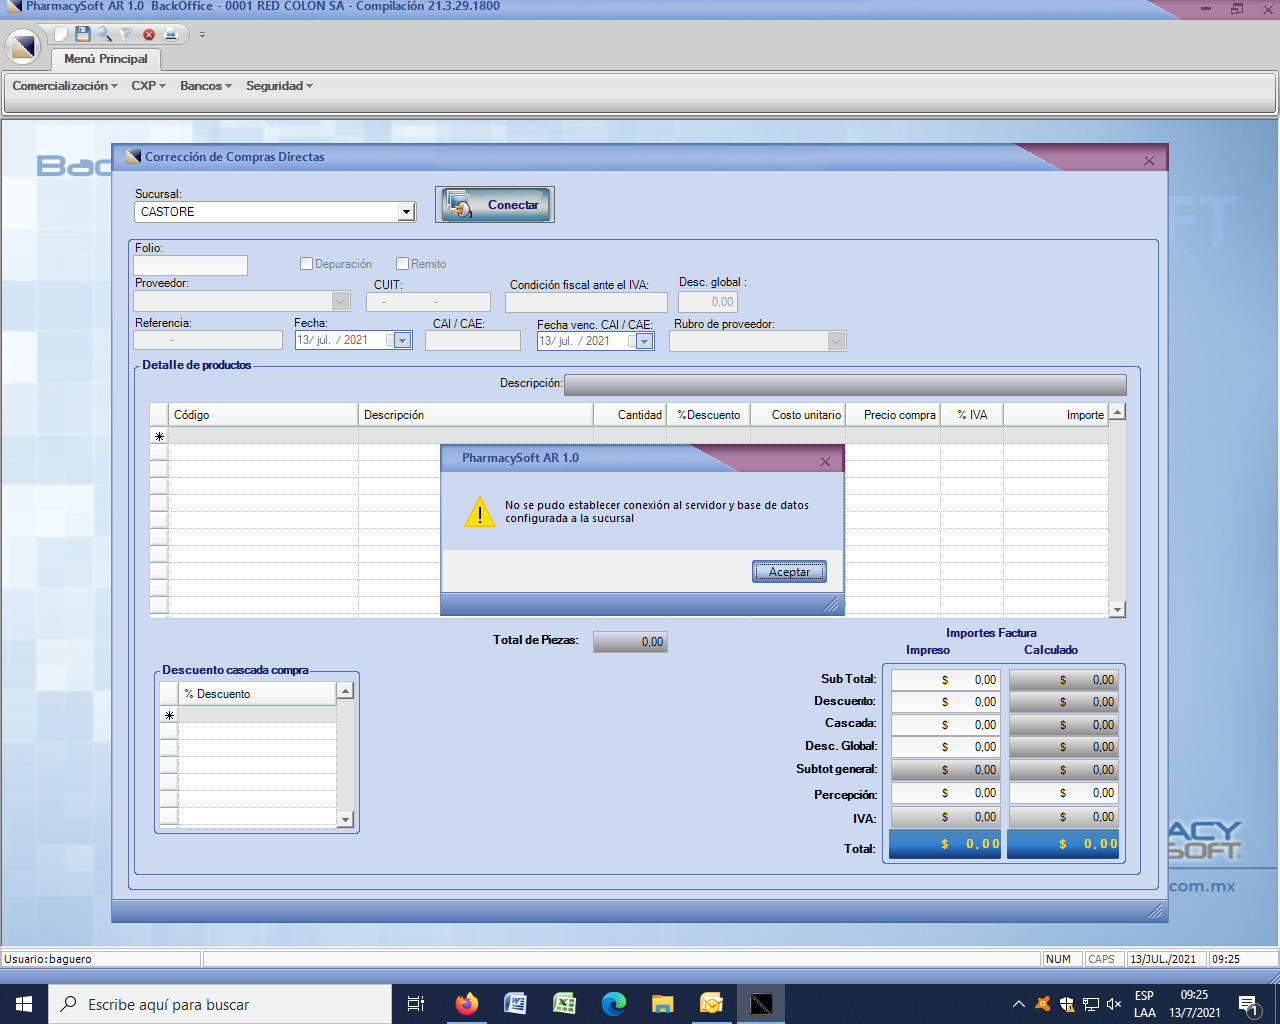 PharmacySoft AR 1.0  BackOffice - 0001 RED COLON SA - Compilación 21.3.29.1800
Menú Principal
Comercialización CXP Bancos Seguridad
Bac
Corrección de Compras Directas
Sucursal:
CASTORE
Conectar
Folio:
Depuración Remito
Proveedor: CUIT: Condición fiscal ante el IVA: Desc. global :
- - 0,00
Referencia: Fecha: CAI / CAE: Fecha venc. CAI / CAE: Rubro de proveedor:
- 13/ jul. / 2021 13/ jul. / 2021
Detalle de productos
Descripción:
Código Descripción Cantidad %Descuento Costo unitario Precio compra % IVA Importe
PharmacySoft AR 1.0
No se pudo establecer conexión al servidor y base de datos
configurada a la sucursal
Aceptar
Total de Piezas: 0,00
Importes Factura
Impreso Calculado
Descuento cascada compra
% Descuento
Sub Total: $ 0,00 $ 0,00
Descuento: $ 0,00 $ 0,00
Cascada: $ 0,00 $ 0,00
Desc. Global: $ 0,00 $ 0,00
Subtot general: $ 0,00 $ 0,00
Percepción: $ 0,00 $ 0,00
IVA: $ 0,00 $ 0,00
Total: $ 0.00 $ 0.00
FT
ACY
SOFT.
com.mx
Usuario:baguero NUM CAPS 13/JUL./2021 09:25
Escribe aquí para buscar
ESP
LAA
09:25
13/7/2021
1